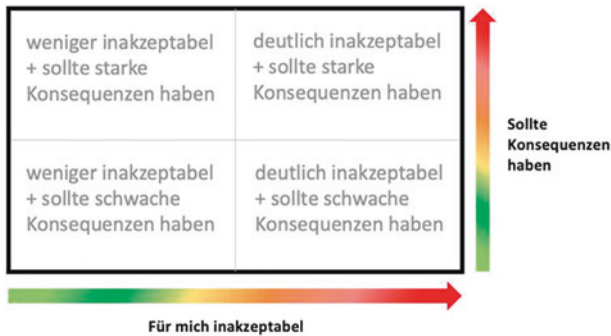 weniger inakzeptabel
+ sollte starke
Konsequenzen haben
deutlich inakzeptabel
+ sollte starke
Konsequenzen haben
weniger inakzeptabel
+ sollte schwache
Konsequenzen haben
deutlich inakzeptabel
+ sollte schwache
Konsequenzen haben
Sollte
Konsequenzen
haben
Für mich inakzeptabel